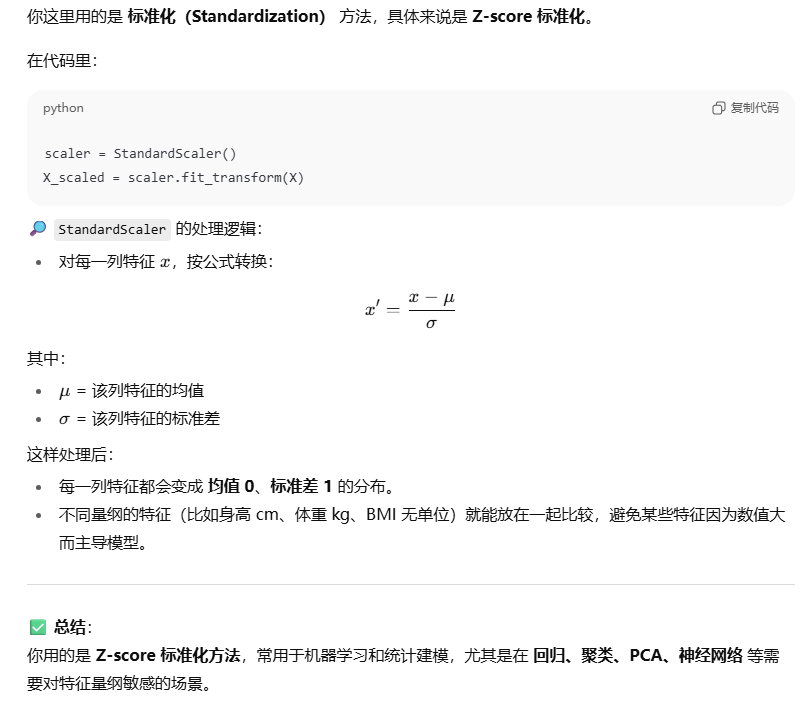 你这里用的是 标准化（Standardization） 方法，具体来说是 Z-score 标准化。
在代码里：
python
复制代码
scaler = StandardScaler()
X_scaled = scaler.fit_transform(X)
🔎 StandardScaler 的处理逻辑：
• 对每一列特征 x，按公式转换：
x′ = (x − μ) / σ
其中：
• μ = 该列特征的均值
• σ = 该列特征的标准差
这样处理后：
• 每一列特征都会变成 均值 0、标准差 1 的分布。
• 不同量纲的特征（比如身高 cm、体重 kg、BMI 无单位）就能放在一起比较，避免某些特征因为数值大
而主导模型。
✅ 总结：
你用的是 Z-score 标准化方法，常用于机器学习和统计建模，尤其是在 回归、聚类、PCA、神经网络 等需
要对特征量纲敏感的场景。